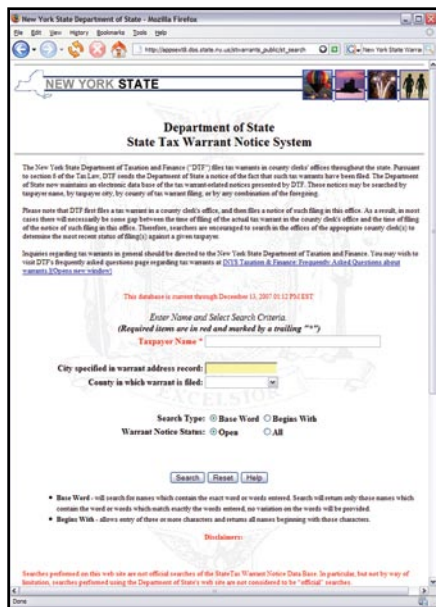 New York State Department of State - Mozilla Firefox
File Edit View History Bookmarks Tools Help
New York State Warra
NEW YORK STATE
Department of State
State Tax Warrant Notice System
The New York State Department of Taxation and Finance ("DTF") files tax warrants in county clerks' offices throughout the state. Pursuant
to section 6 of the Tax Law, DTF sends the Department of State a notice of the fact that such tax warrants have been filed. The Department
of State now maintains an electronic data base of the tax warrant-related notices presented by DTF. These notices may be searched by
taxpayer name, by taxpayer city, by county of tax warrant filing, or by any combination of the foregoing.
Please note that DTF first files a tax warrant in a county clerk's office, and then files a notice of such filing in this office. As a result, in most
cases there will necessarily be some gap between the time of filing of the actual tax warrant in the county clerk's office and the time of filing
of the notice of such filing in this office. Therefore, searchers are encouraged to search in the offices of the appropriate county clerk(s) to
determine the most recent status of filing(s) against a given taxpayer.
Inquiries regarding tax warrants in general should be directed to the New York State Department of Taxation and Finance. You may wish to
visit DTF's frequently asked questions page regarding tax warrants at [NYS Taxation & Finance: Frequently Asked Questions about
warrants ](Opens new window)]
This database is current through December 13, 2007 01:12 PM EST
Enter Name and Select Search Criteria.
(Required items are in red and marked by a trailing "*")
Taxpayer Name *
City specified in warrant address record:
County in which warrant is filed:
Search Type: Base Word Begins With
Warrant Notice Status: Open All
Search Reset Help
EXCELSIOR
Base Word - will search for names which contain the exact word or words entered. Search will return only those names which
contain the word or words which match exactly the words entered, no variation on the words will be provided.
Begins With - allows entry of three or more characters and returns all names beginning with those characters.
Disclaimers:
Searches performed on this web site are not official searches of the State Tax Warrant Notice Data Base. In particular, but not by way of
limitation, searches performed using the Department of State's web site are not considered to be "official" searches
Done